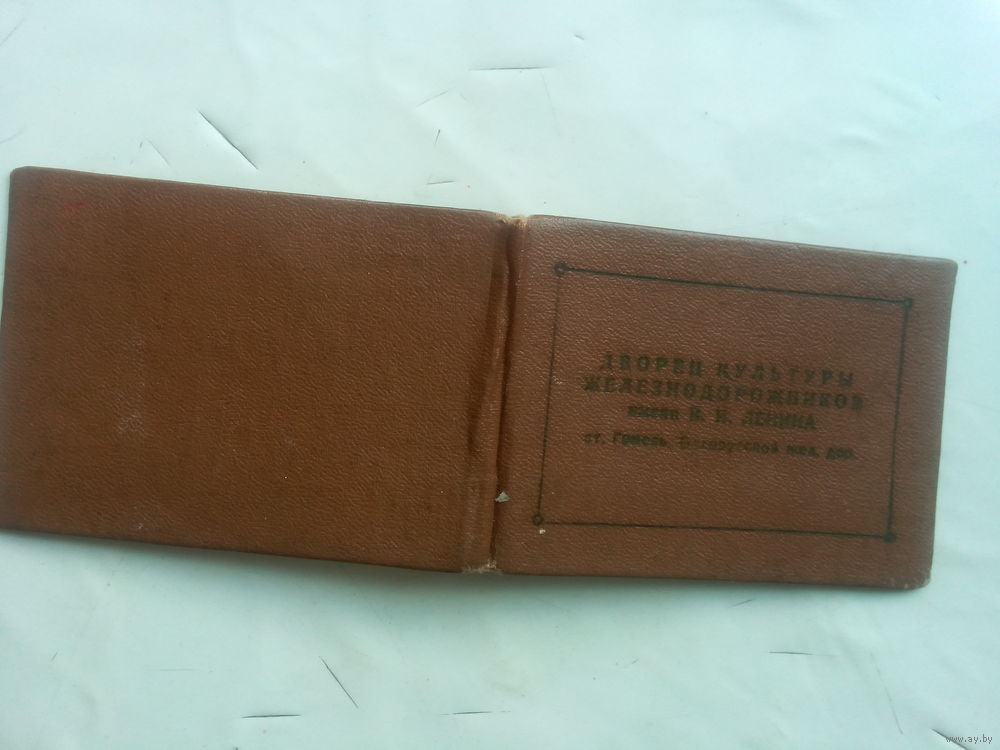 ДВОРЕЦ КУЛЬТУРЫ
ЖЕЛЕЗНОДОРОЖНИКОВ
имени В. И. ЛЕНИНА
ст. Гомель, Белорусской жел. дор.
www.ay.by